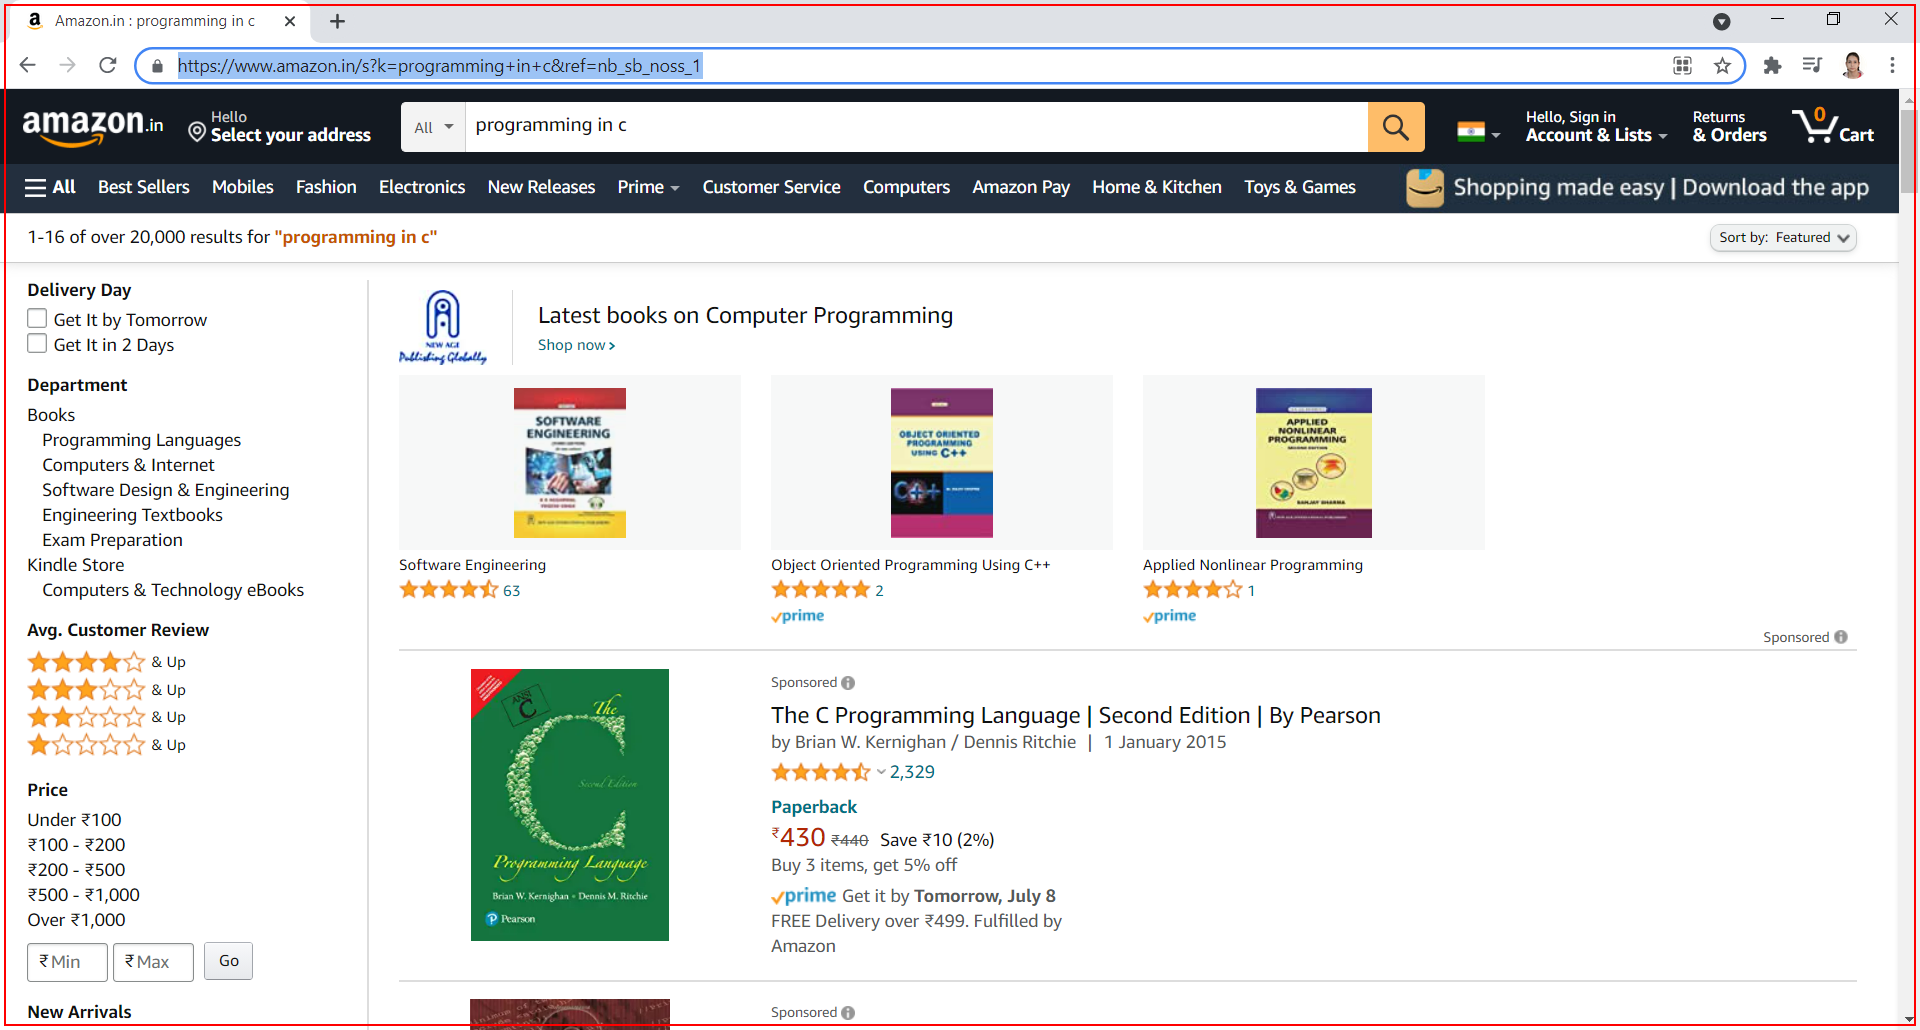 Amazon.in : programming in c
https://www.amazon.in/s?k=programming+in+c&ref=nb_sb_noss_1
amazon.in
Hello
Select your address
All
programming in c
Hello, Sign in
Account & Lists
Returns
& Orders
0
Cart
All Best Sellers Mobiles Fashion Electronics New Releases Prime Customer Service Computers Amazon Pay Home & Kitchen Toys & Games
Shopping made easy | Download the app
1-16 of over 20,000 results for "programming in c"
Sort by: Featured
Delivery Day
Get It by Tomorrow
Get It in 2 Days
Department
Books
Programming Languages
Computers & Internet
Software Design & Engineering
Engineering Textbooks
Exam Preparation
Kindle Store
Computers & Technology eBooks
Avg. Customer Review
& Up
& Up
& Up
& Up
Price
Under ₹100
₹100 - ₹200
₹200 - ₹500
₹500 - ₹1,000
Over ₹1,000
₹ Min
₹ Max
Go
New Arrivals
NEW AGE
Publishing Globally
Latest books on Computer Programming
Shop now ›
SOFTWARE
ENGINEERING
Software Engineering
63
OBJECT ORIENTED
PROGRAMMING
USING C++
C++
Object Oriented Programming Using C++
2
prime
APPLIED
NONLINEAR
PROGRAMMING
SECOND EDITION
SANJAY SHARMA
Applied Nonlinear Programming
1
prime
Sponsored
ANSI
C
The
C
Second Edition
Programming Language
Brian W. Kernighan • Dennis M. Ritchie
Pearson
Sponsored
The C Programming Language | Second Edition | By Pearson
by Brian W. Kernighan / Dennis Ritchie | 1 January 2015
2,329
Paperback
₹430 ₹440 Save ₹10 (2%)
Buy 3 items, get 5% off
prime Get it by Tomorrow, July 8
FREE Delivery over ₹499. Fulfilled by
Amazon
Sponsored